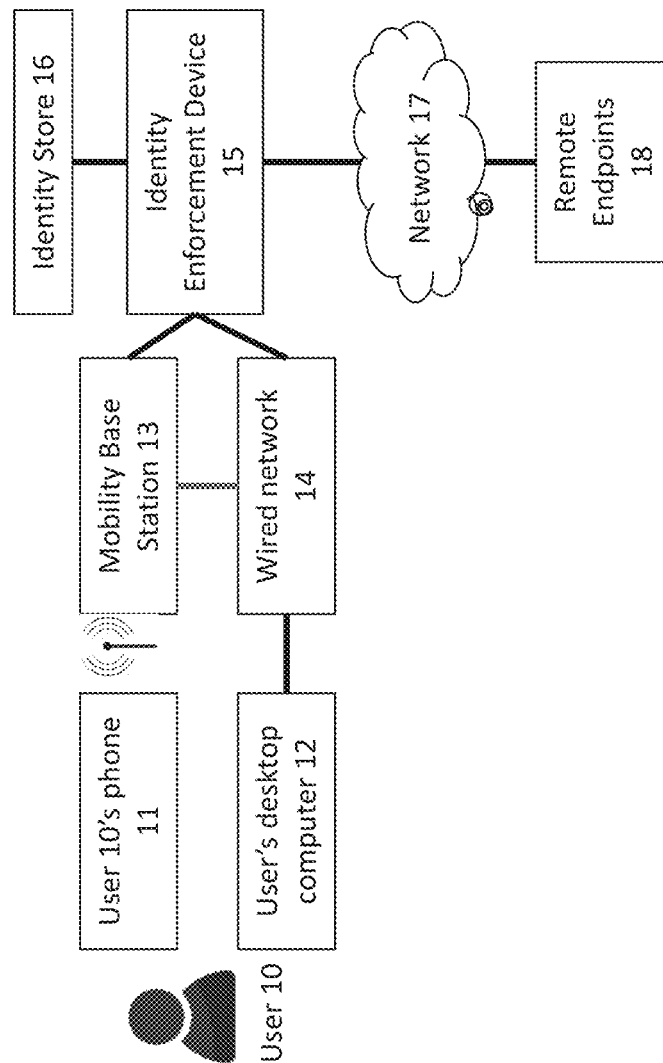 User 10
User 10's phone
11
User's desktop
computer 12
Mobility Base
Station 13
Wired network
14
Identity Store 16
Identity
Enforcement Device
15
Network 17
Remote
Endpoints
18